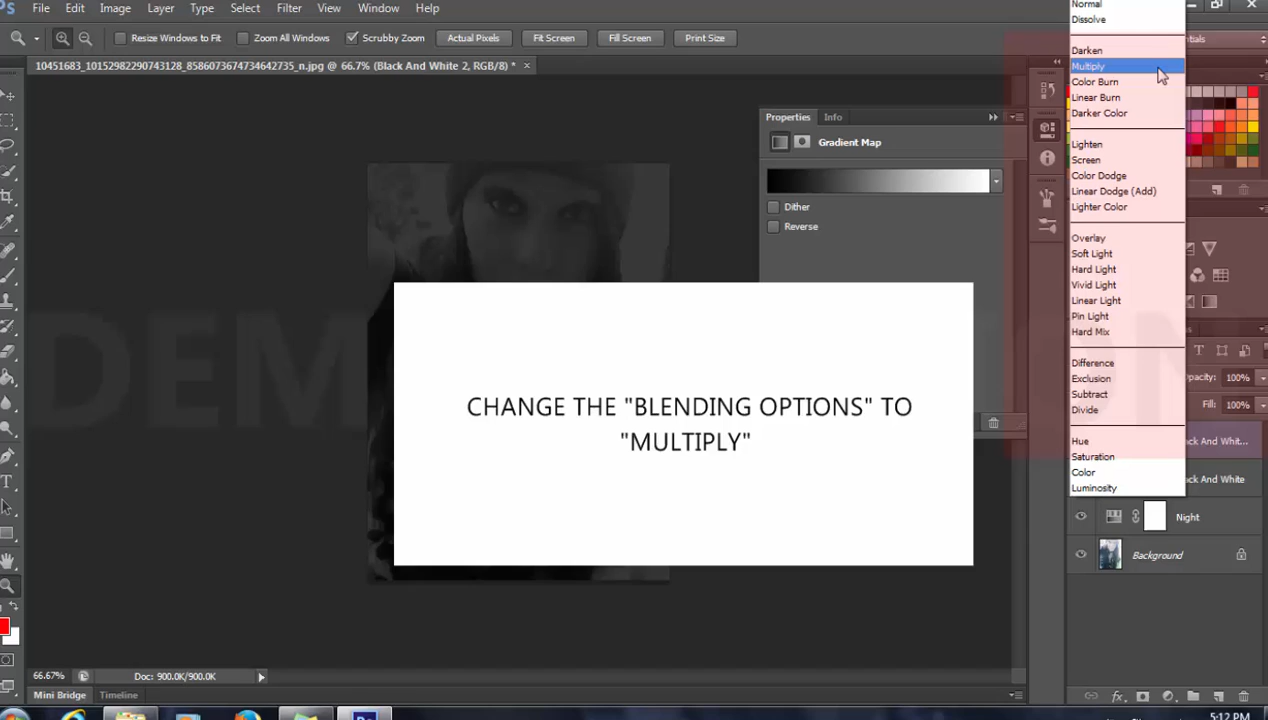 File Edit Image Layer Type Select Filter View Window Help
Resize Windows to Fit Zoom All Windows Scrubby Zoom Actual Pixels Fit Screen Fill Screen Print Size
10451683_10152982290743128_8586073674734642735_n.jpg @ 66.7% (Black And White 2, RGB/8) *
Properties Info
Gradient Map
Dither
Reverse
CHANGE THE "BLENDING OPTIONS" TO
"MULTIPLY"
Normal
Dissolve
Darken
Multiply
Color Burn
Linear Burn
Darker Color
Lighten
Screen
Color Dodge
Linear Dodge (Add)
Lighter Color
Overlay
Soft Light
Hard Light
Vivid Light
Linear Light
Pin Light
Hard Mix
Difference
Exclusion
Subtract
Divide
Hue
Saturation
Color
Luminosity
Opacity: 100%
Fill: 100%
Night
Background
66.67% Doc: 900.0K/900.0K
Mini Bridge Timeline
5:12 PM